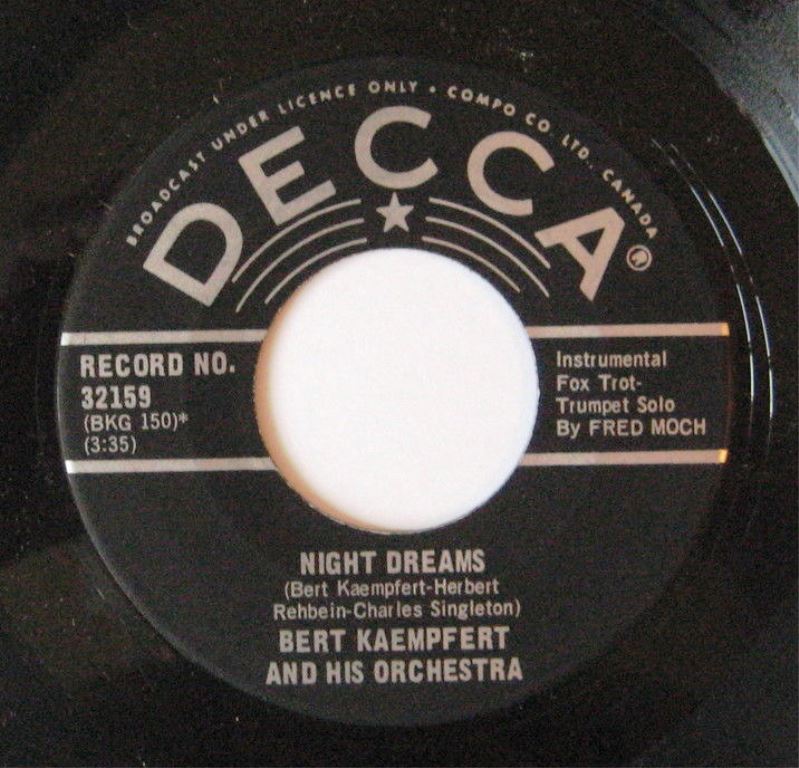 BROADCAST UNDER LICENCE ONLY • COMPO CO. LTD., CANADA
DECCA®
RECORD NO.
32159
(BKG 150)*
(3:35)
Instrumental
Fox Trot-
Trumpet Solo
By FRED MOCH
NIGHT DREAMS
(Bert Kaempfert-Herbert
Rehbein-Charles Singleton)
BERT KAEMPFERT
AND HIS ORCHESTRA